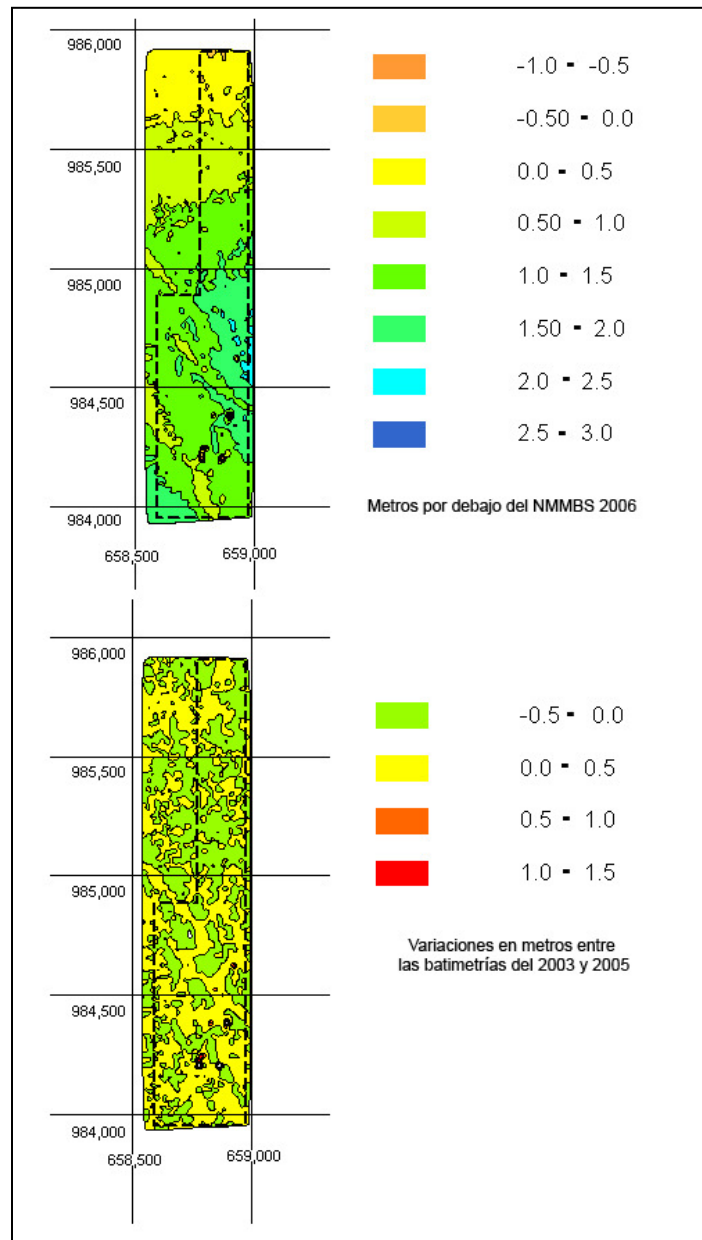 986,000
985,500
985,000
984,500
984,000
658,500
659,000
-1.0 - -0.5
-0.50 - 0.0
0.0 - 0.5
0.50 - 1.0
1.0 - 1.5
1.50 - 2.0
2.0 - 2.5
2.5 - 3.0
Metros por debajo del NMMBS 2006
986,000
985,500
985,000
984,500
984,000
658,500
659,000
-0.5 - 0.0
0.0 - 0.5
0.5 - 1.0
1.0 - 1.5
Variaciones en metros entre
las batimetrías del 2003 y 2005